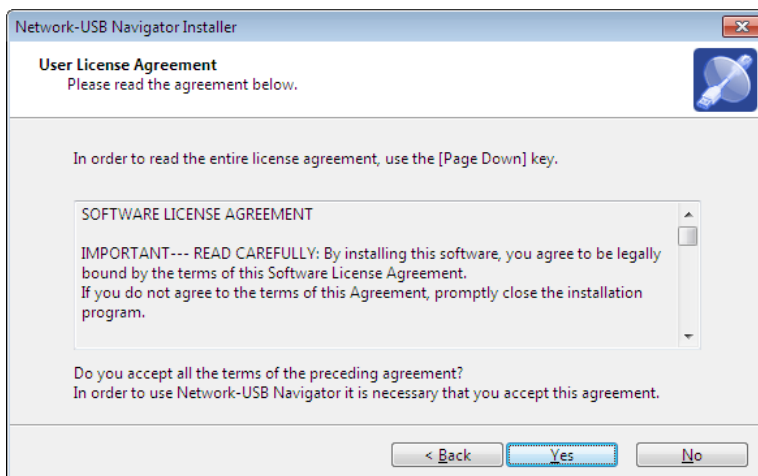 Network-USB Navigator Installer
User License Agreement
Please read the agreement below.
In order to read the entire license agreement, use the [Page Down] key.
SOFTWARE LICENSE AGREEMENT
IMPORTANT--- READ CAREFULLY: By installing this software, you agree to be legally
bound by the terms of this Software License Agreement.
If you do not agree to the terms of this Agreement, promptly close the installation
program.
Do you accept all the terms of the preceding agreement?
In order to use Network-USB Navigator it is necessary that you accept this agreement.
< Back Yes No